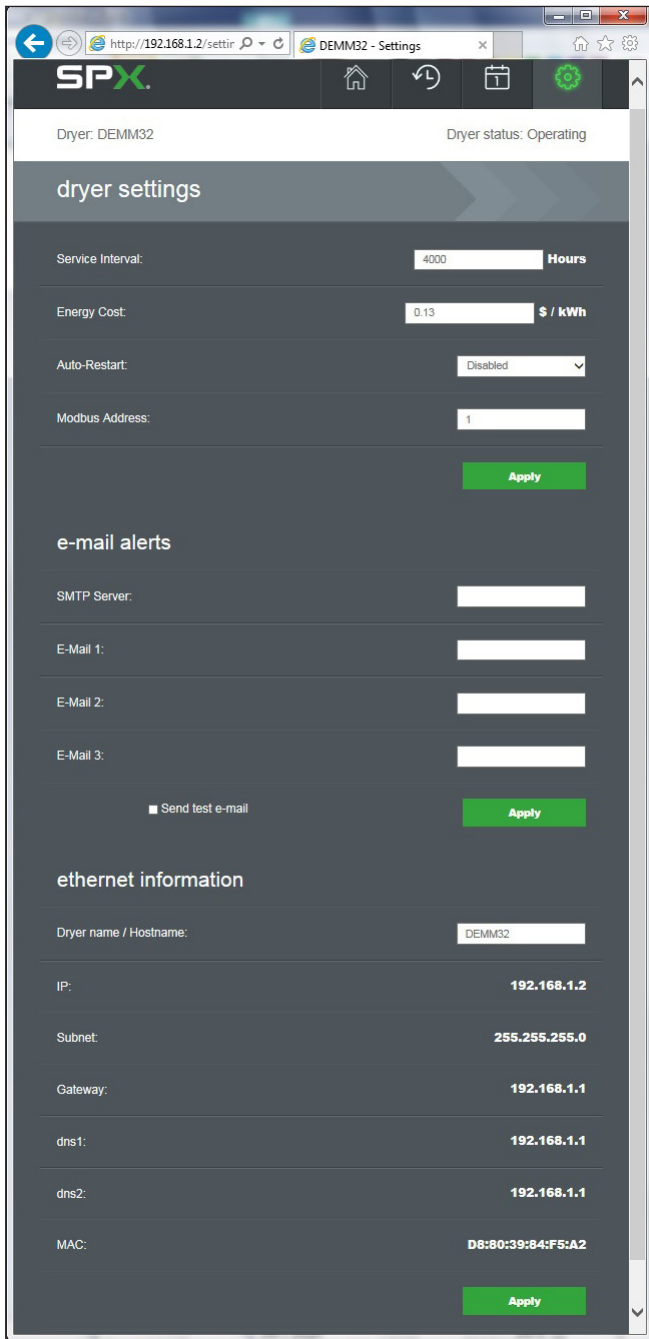 http://192.168.1.2/settir
DEMM32 - Settings
SPX.
1
Dryer: DEMM32 Dryer status: Operating
dryer settings
Service Interval: 4000 Hours
Energy Cost: 0.13 $ / kWh
Auto-Restart: Disabled
Modbus Address: 1
Apply
e-mail alerts
SMTP Server:
E-Mail 1:
E-Mail 2:
E-Mail 3:
Send test e-mail Apply
ethernet information
Dryer name / Hostname: DEMM32
IP: 192.168.1.2
Subnet: 255.255.255.0
Gateway: 192.168.1.1
dns1: 192.168.1.1
dns2: 192.168.1.1
MAC: D8:80:39:84:F5:A2
Apply